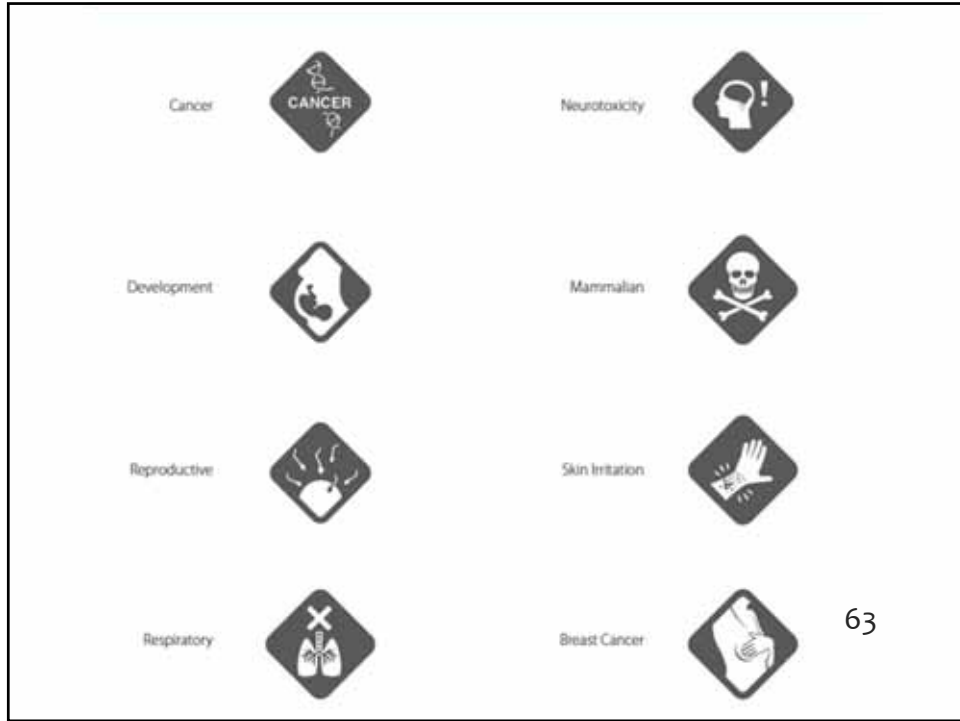 Cancer
CANCER
Neurotoxicity
!
Development
Mammalian
Reproductive
Skin Irritation
Respiratory
Breast Cancer
63